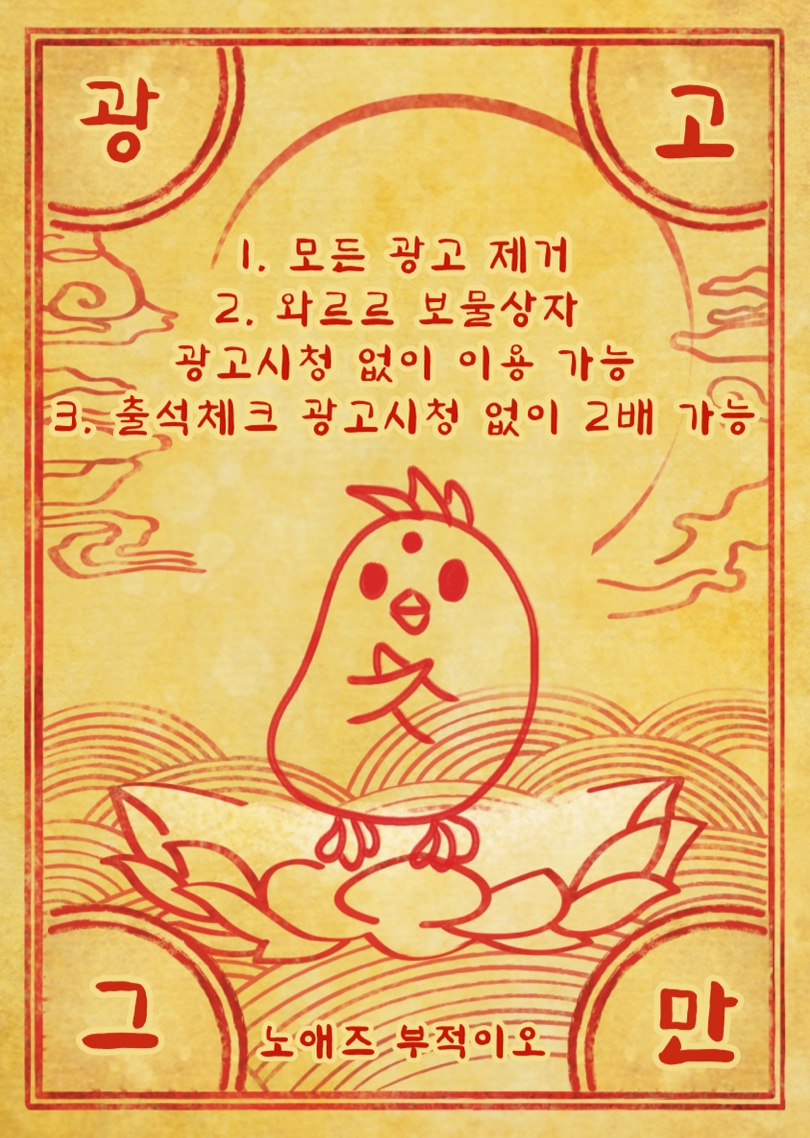 광 고
1. 모든 광고 제거
2. 와르르 보물상자
광고시청 없이 이용 가능
3. 출석체크 광고시청 없이 2배 가능
그 만
노애즈 부적이오